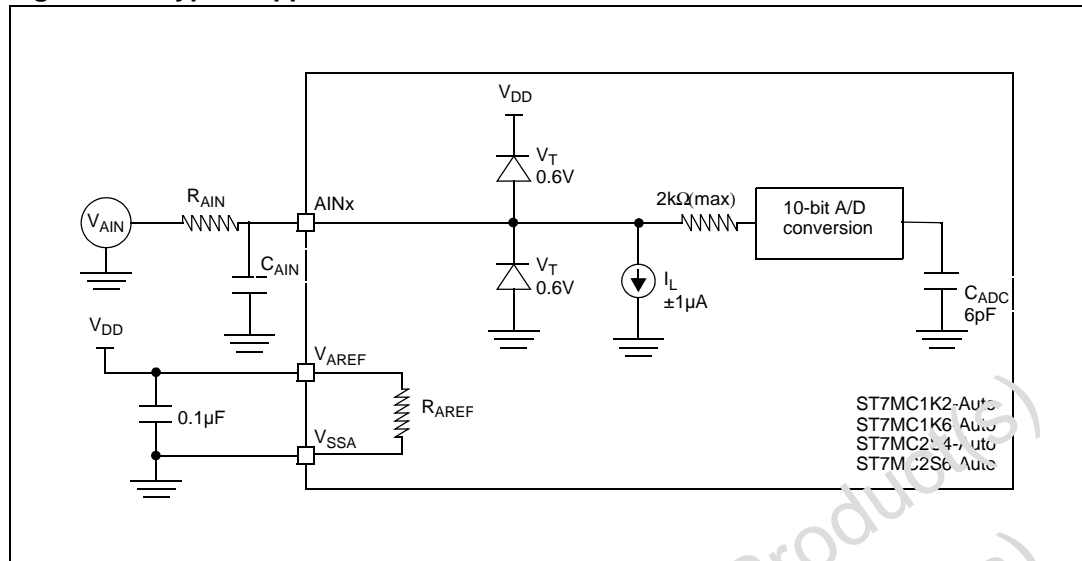 V_DD
V_T
0.6V
R_AIN
AINx
2kΩ(max)
10-bit A/D
conversion
V_AIN
C_AIN
V_T
0.6V
I_L
±1µA
C_ADC
6pF
V_DD
V_AREF
R_AREF
0.1µF
V_SSA
ST7MC1K2-Auto
ST7MC1K6-Auto
ST7MC2S4-Auto
ST7MC2S6-Auto
Product(s)